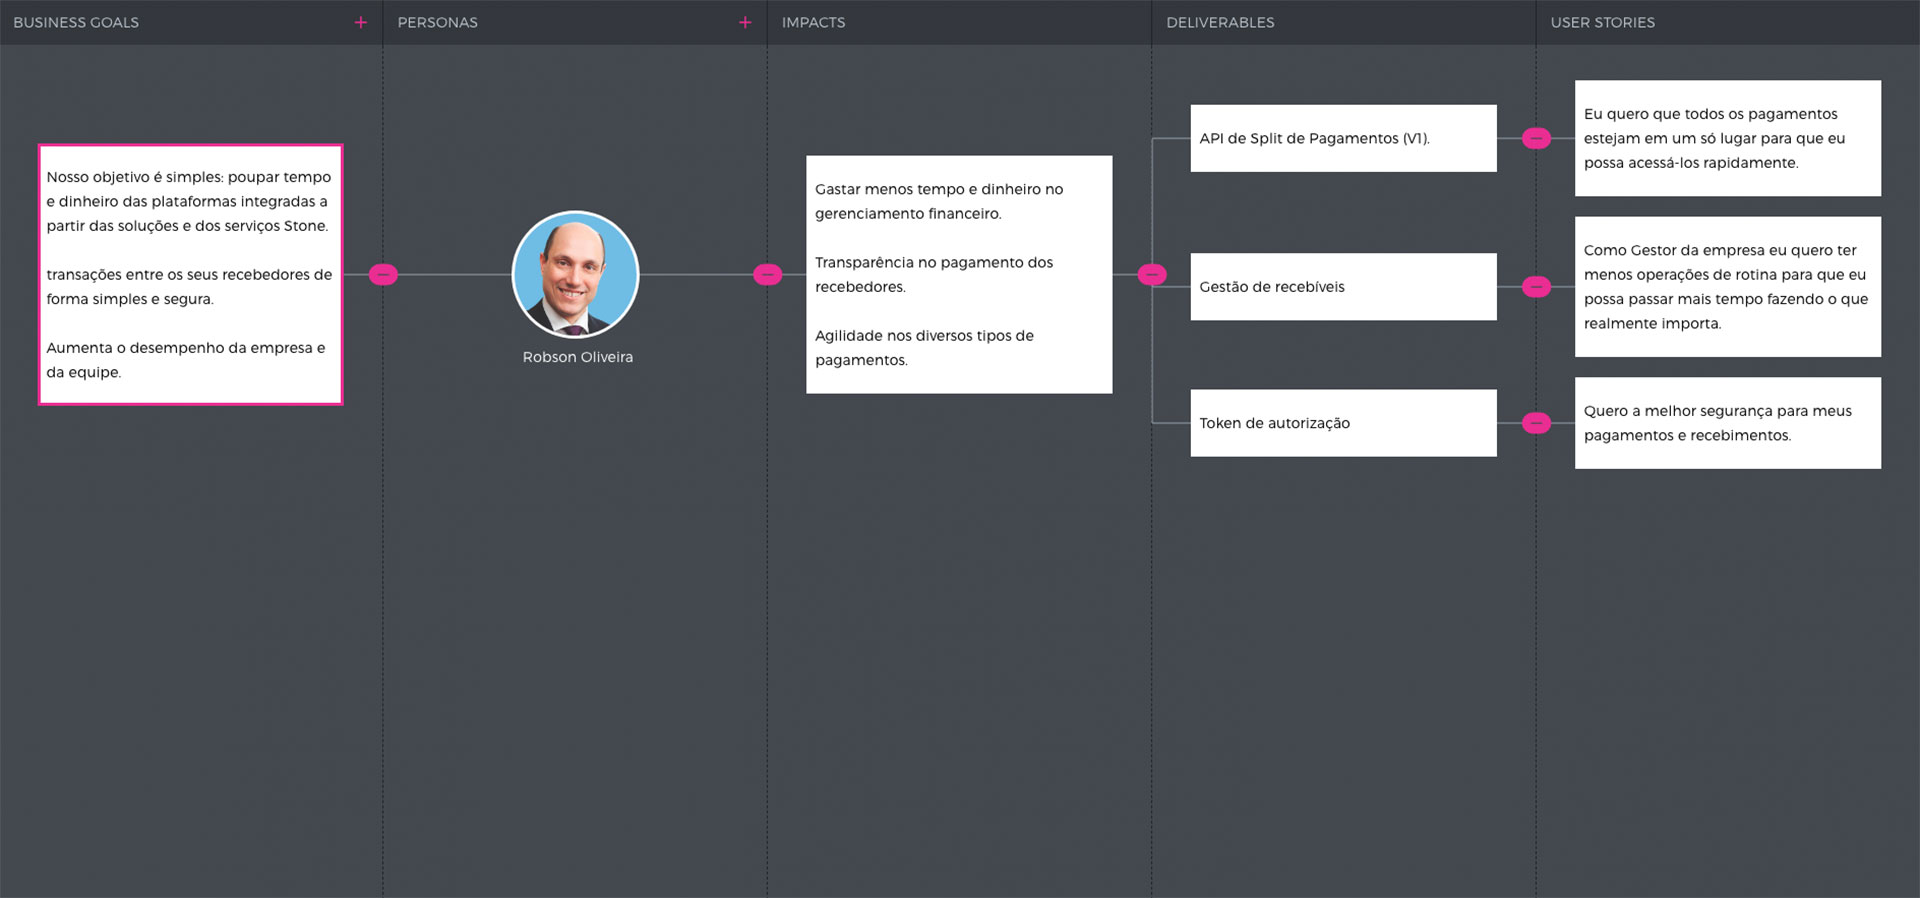 BUSINESS GOALS
+
PERSONAS
+
IMPACTS
DELIVERABLES
USER STORIES
Nosso objetivo é simples: poupar tempo
e dinheiro das plataformas integradas a
partir das soluções e dos serviços Stone.
transações entre os seus recebedores de
forma simples e segura.
Aumenta o desempenho da empresa e
da equipe.
Robson Oliveira
Gastar menos tempo e dinheiro no
gerenciamento financeiro.
Transparência no pagamento dos
recebedores.
Agilidade nos diversos tipos de
pagamentos.
API de Split de Pagamentos (V1).
Gestão de recebíveis
Token de autorização
Eu quero que todos os pagamentos
estejam em um só lugar para que eu
possa acessá-los rapidamente.
Como Gestor da empresa eu quero ter
menos operações de rotina para que eu
possa passar mais tempo fazendo o que
realmente importa.
Quero a melhor segurança para meus
pagamentos e recebimentos.